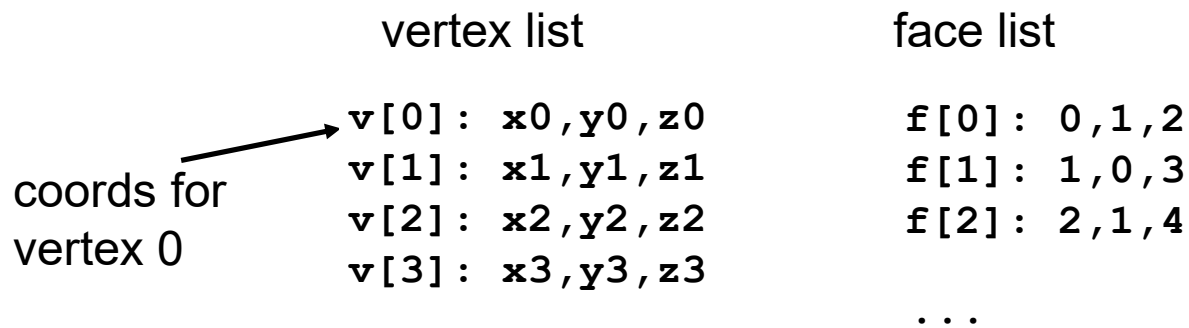 vertex list
face list
v[0]: x0,y0,z0
v[1]: x1,y1,z1
v[2]: x2,y2,z2
v[3]: x3,y3,z3
coords for
vertex 0
f[0]: 0,1,2
f[1]: 1,0,3
f[2]: 2,1,4
...